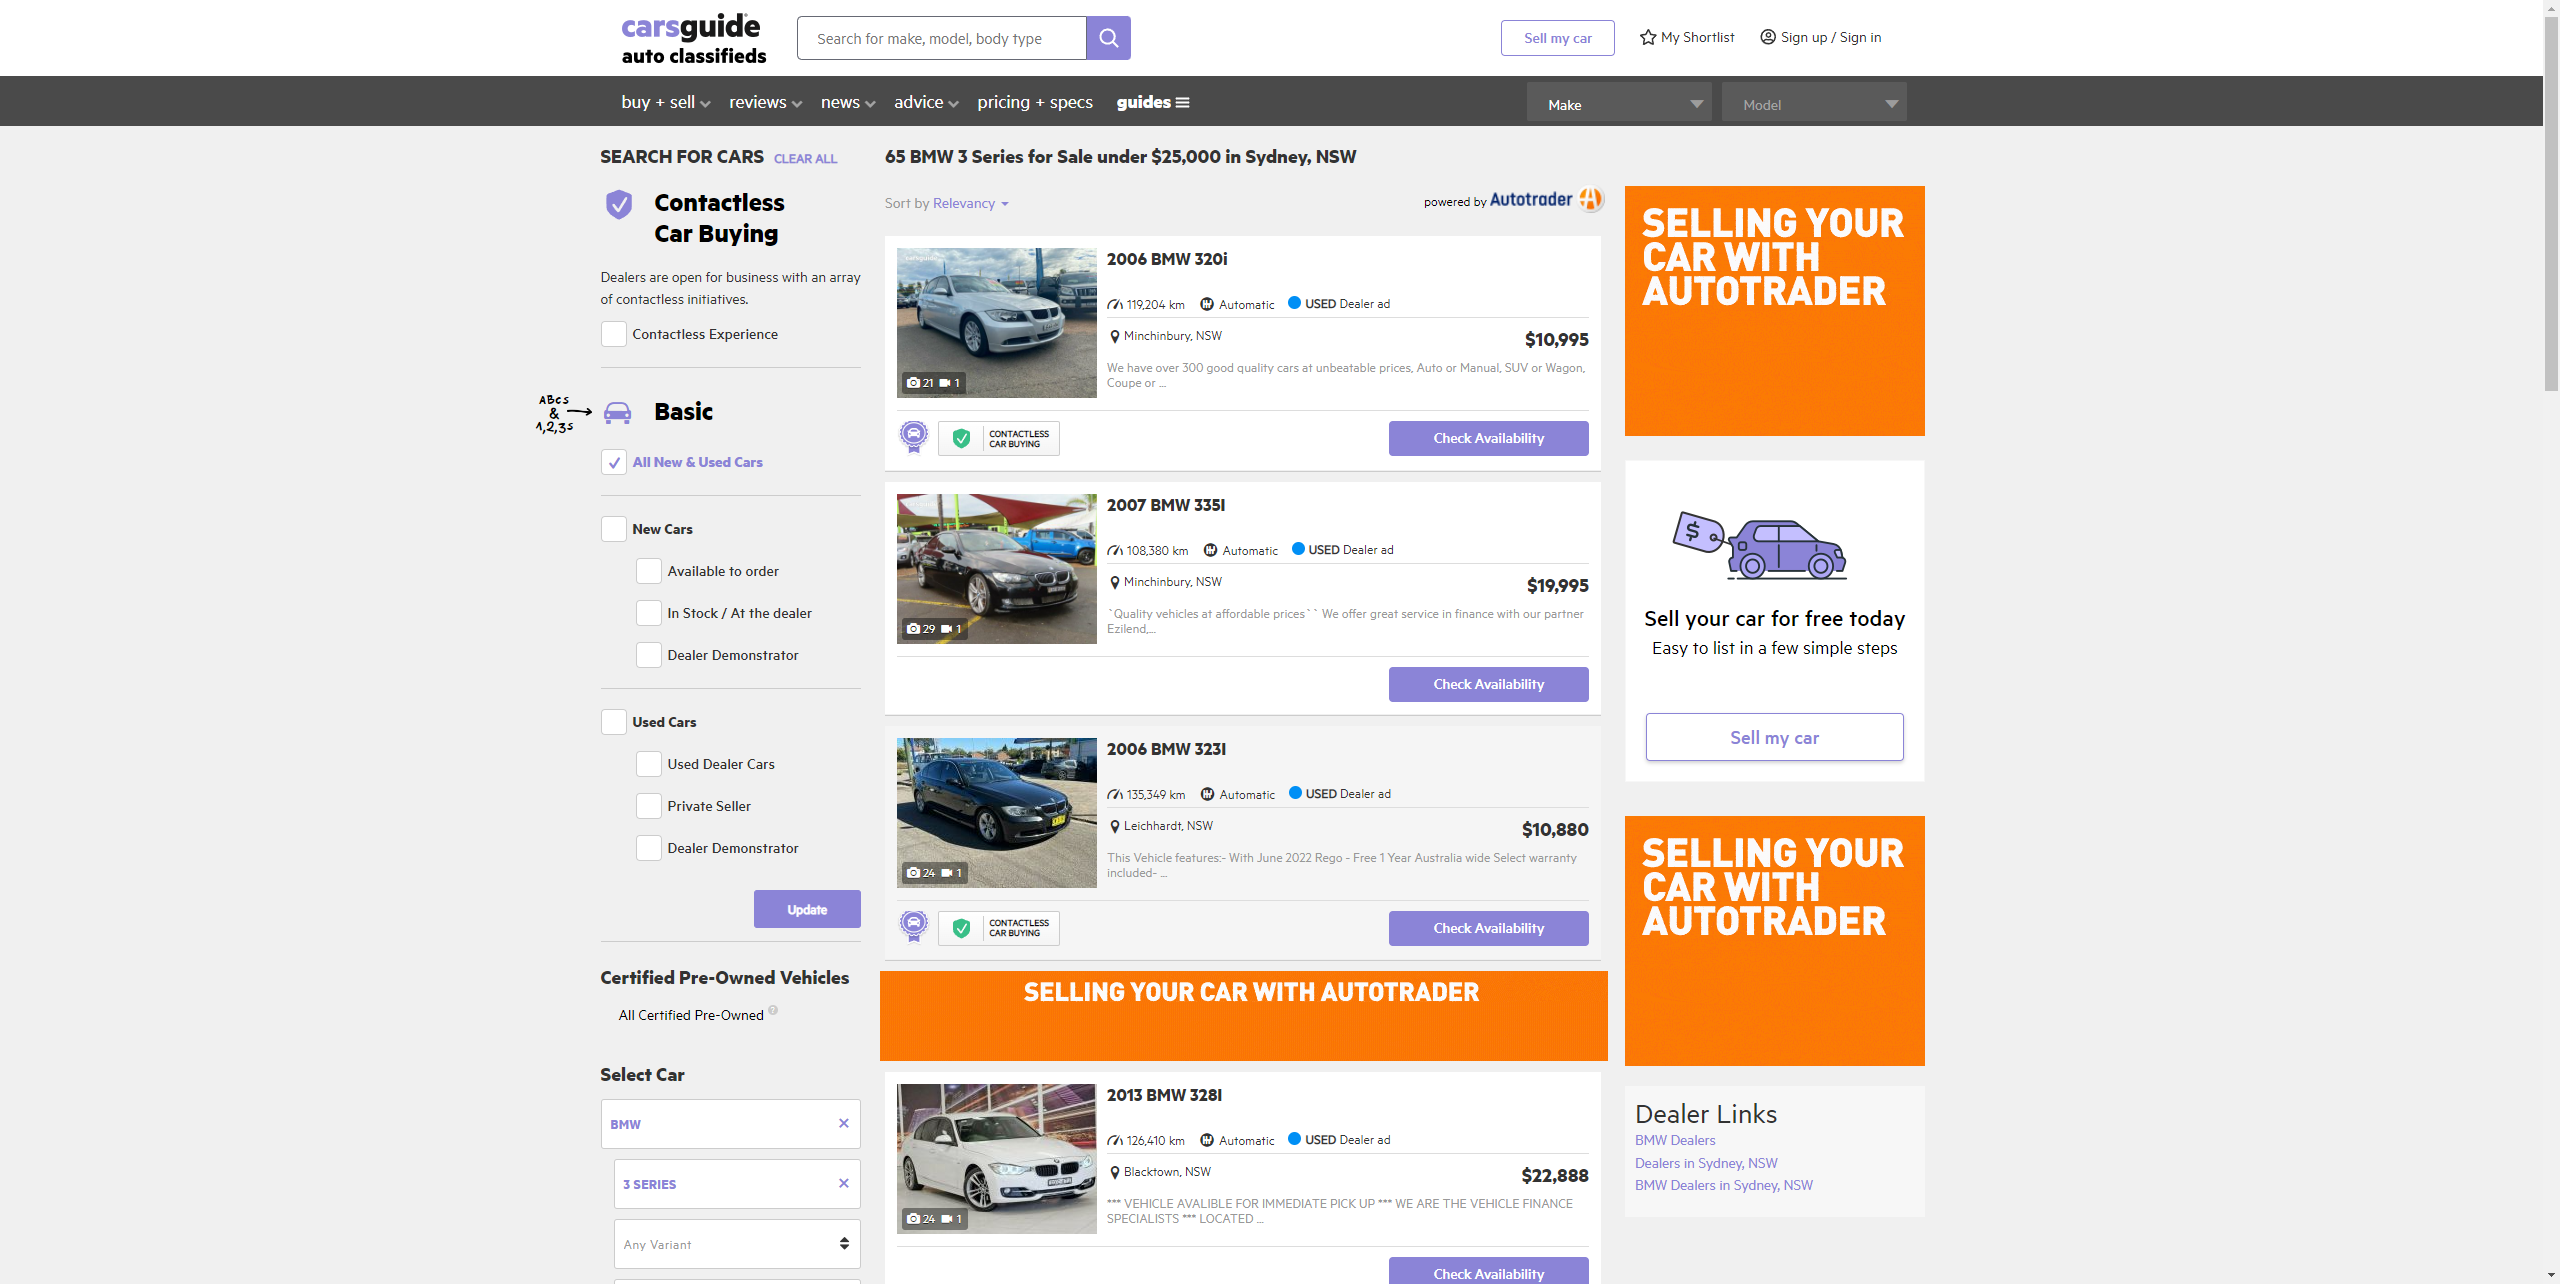 carsguide
auto classifieds
Search for make, model, body type
Sell my car
My Shortlist
Sign up / Sign in
buy + sell
reviews
news
advice
pricing + specs
guides
Make
Model
SEARCH FOR CARS CLEAR ALL
Contactless
Car Buying
Dealers are open for business with an array
of contactless initiatives.
Contactless Experience
ABCs
&
1,2,3s
Basic
All New & Used Cars
New Cars
Available to order
In Stock / At the dealer
Dealer Demonstrator
Used Cars
Used Dealer Cars
Private Seller
Dealer Demonstrator
Update
Certified Pre-Owned Vehicles
All Certified Pre-Owned ?
Select Car
BMW
3 SERIES
Any Variant
65 BMW 3 Series for Sale under $25,000 in Sydney, NSW
Sort by Relevancy
powered by Autotrader
2006 BMW 320i
119,204 km Automatic USED Dealer ad
Minchinbury, NSW
$10,995
We have over 300 good quality cars at unbeatable prices, Auto or Manual, SUV or Wagon,
Coupe or ...
carsguide
21 1
CONTACTLESS
CAR BUYING
Check Availability
2007 BMW 335I
108,380 km Automatic USED Dealer ad
Minchinbury, NSW
$19,995
`Quality vehicles at affordable prices`` We offer great service in finance with our partner
Ezilend,...
29 1
Check Availability
2006 BMW 323I
135,349 km Automatic USED Dealer ad
Leichhardt, NSW
$10,880
This Vehicle features:- With June 2022 Rego - Free 1 Year Australia wide Select warranty
included- ...
24 1
CONTACTLESS
CAR BUYING
Check Availability
SELLING YOUR CAR WITH AUTOTRADER
2013 BMW 328I
126,410 km Automatic USED Dealer ad
Blacktown, NSW
$22,888
*** VEHICLE AVALIBLE FOR IMMEDIATE PICK UP *** WE ARE THE VEHICLE FINANCE
SPECIALISTS *** LOCATED ...
24 1
Check Availability
SELLING YOUR
CAR WITH
AUTOTRADER
$
Sell your car for free today
Easy to list in a few simple steps
Sell my car
SELLING YOUR
CAR WITH
AUTOTRADER
Dealer Links
BMW Dealers
Dealers in Sydney, NSW
BMW Dealers in Sydney, NSW